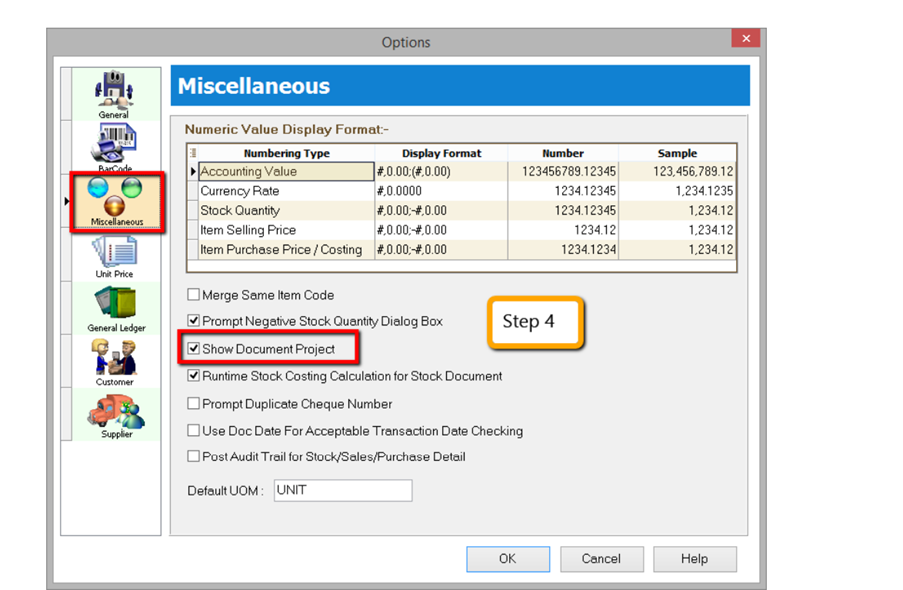 Options
General
BarCode
Miscellaneous
Unit Price
General Ledger
Customer
Supplier
Miscellaneous
Numeric Value Display Format:-
Numbering Type Display Format Number Sample
Accounting Value #,0.00;(#,0.00) 123456789.12345 123,456,789.12
Currency Rate #,0.0000 1234.12345 1,234.1235
Stock Quantity #,0.00;-#,0.00 1234.12345 1,234.12
Item Selling Price #,0.00;-#,0.00 1234.12 1,234.12
Item Purchase Price / Costing #,0.00;-#,0.00 1234.1234 1,234.12
Merge Same Item Code
Prompt Negative Stock Quantity Dialog Box
Step 4
Show Document Project
Runtime Stock Costing Calculation for Stock Document
Prompt Duplicate Cheque Number
Use Doc Date For Acceptable Transaction Date Checking
Post Audit Trail for Stock/Sales/Purchase Detail
Default UOM : UNIT
OK Cancel Help